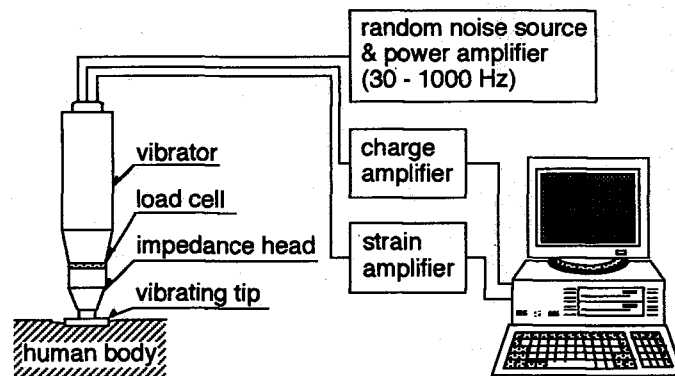 random noise source
& power amplifier
(30 - 1000 Hz)
vibrator
charge
amplifier
load cell
impedance head
strain
amplifier
vibrating tip
human body